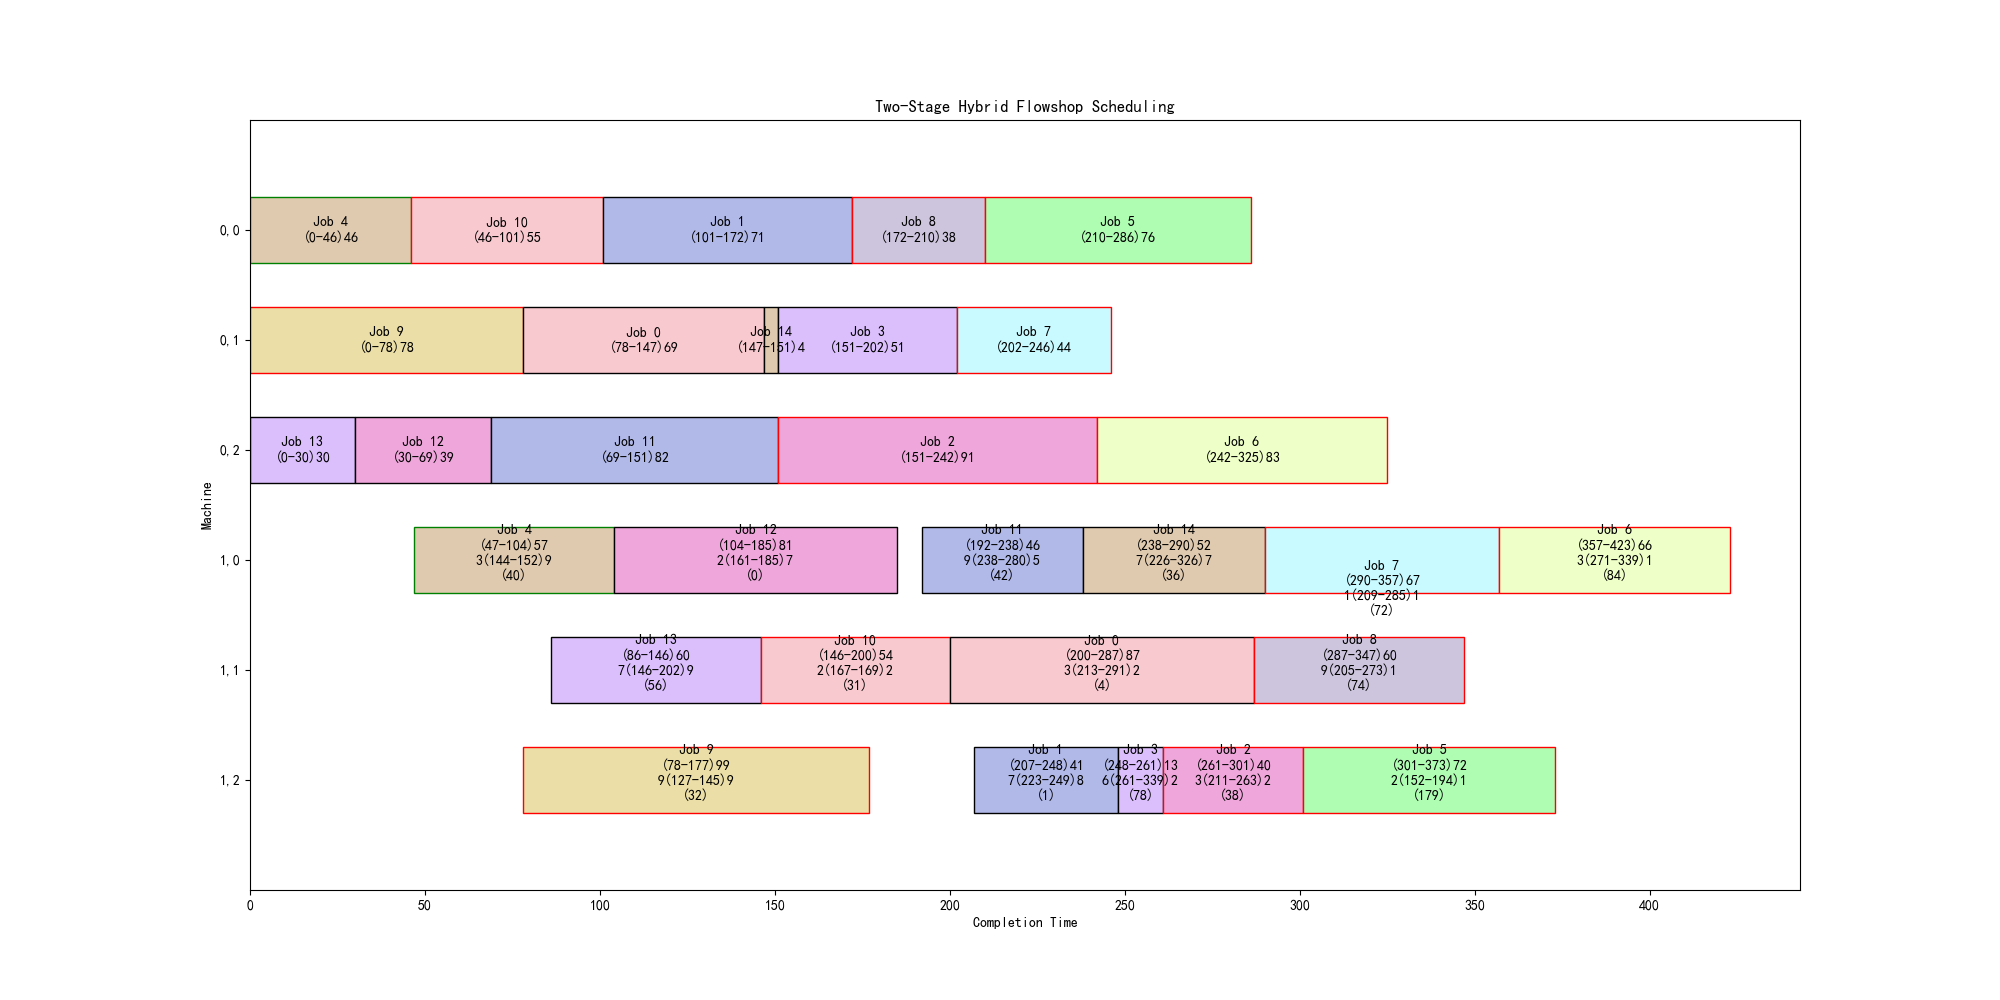 Two-Stage Hybrid Flowshop Scheduling
0,0
Job 4
(0-46)46
Job 10
(46-101)55
Job 1
(101-172)71
Job 8
(172-210)38
Job 5
(210-286)76
0,1
Job 9
(0-78)78
Job 0
(78-147)69
Job 14
(147-151)4
Job 3
(151-202)51
Job 7
(202-246)44
0,2
Job 13
(0-30)30
Job 12
(30-69)39
Job 11
(69-151)82
Job 2
(151-242)91
Job 6
(242-325)83
Machine
1,0
Job 4
(47-104)57
3(144-152)9
(40)
Job 12
(104-185)81
2(161-185)7
(0)
Job 11
(192-238)46
9(238-280)5
(42)
Job 14
(238-290)52
7(226-326)7
(36)
Job 7
(290-357)67
1(209-285)1
(72)
Job 6
(357-423)66
3(271-339)1
(84)
1,1
Job 13
(86-146)60
7(146-202)9
(56)
Job 10
(146-200)54
2(167-169)2
(31)
Job 0
(200-287)87
3(213-291)2
(4)
Job 8
(287-347)60
9(205-273)1
(74)
1,2
Job 9
(78-177)99
9(127-145)9
(32)
Job 1
(207-248)41
7(223-249)8
(1)
Job 3
(248-261)13
6(261-339)2
(78)
Job 2
(261-301)40
3(211-263)2
(38)
Job 5
(301-373)72
2(152-194)1
(179)
0 50 100 150 200 250 300 350 400
Completion Time